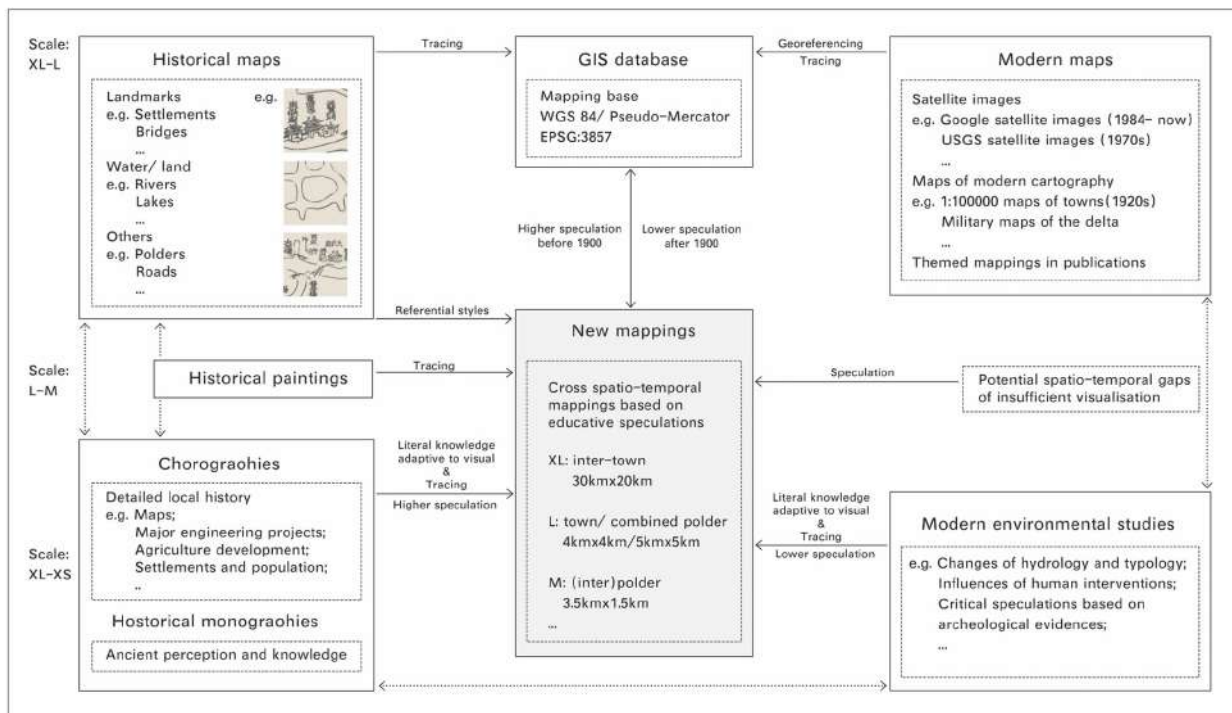 Scale:
XL-L
Historical maps
Landmarks e.g.
e.g. Settlements
Bridges
...
Water/ land
e.g. Rivers
Lakes
...
Others
e.g. Polders
Roads
...
Tracing
GIS database
Mapping base
WGS 84/ Pseudo-Mercator
EPSG:3857
Georeferencing
Tracing
Modern maps
Satellite images
e.g. Google satellite images (1984- now)
USGS satellite images (1970s)
...
Maps of modern cartography
e.g. 1:100000 maps of towns(1920s)
Military maps of the delta
...
Themed mappings in publications
Higher speculation
before 1900
Lower speculation
after 1900
Referential styles
Scale:
L-M
Historical paintings
Tracing
New mappings
Cross spatio-temporal
mappings based on
educative speculations
XL: inter-town
30kmx20km
L: town/ combined polder
4kmx4km/5kmx5km
M: (inter)polder
3.5kmx1.5km
...
Speculation
Potential spatio-temporal gaps
of insufficient visualisation
Scale:
XL-XS
Chorograohies
Detailed local history
e.g. Maps;
Major engineering projects;
Agriculture development;
Settlements and population;
..
Hostorical monograohies
Ancient perception and knowledge
Literal knowledge
adaptive to visual
&
Tracing
Higher speculation
Literal knowledge
adaptive to visual
&
Tracing
Lower speculation
Modern environmental studies
e.g. Changes of hydrology and typology;
Influences of human interventions;
Critical speculations based on
archeological evidences;
...